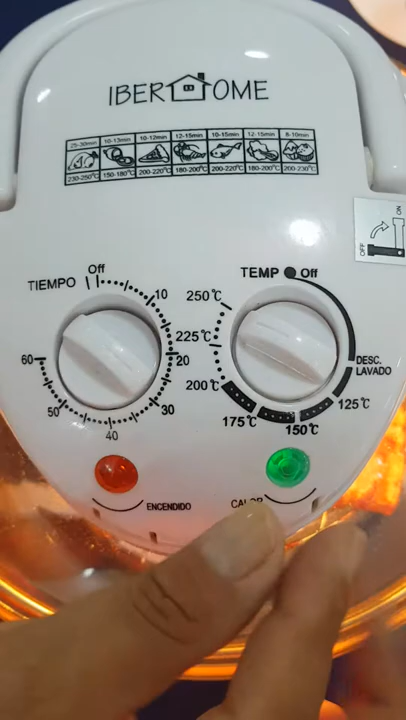 IBERHOME
25-30min 10-13min 10-12min 12-15min 10-15min 12-15min 8-10min
230-250℃ 150-180℃ 200-220℃ 180-200℃ 200-220℃ 180-200℃ 200-230℃
OFF ON
TIEMPO Off
10
20
30
40
50
60
TEMP Off
DESC.
LAVADO
125℃
150℃
175℃
200℃
225℃
250℃
ENCENDIDO
CALOR